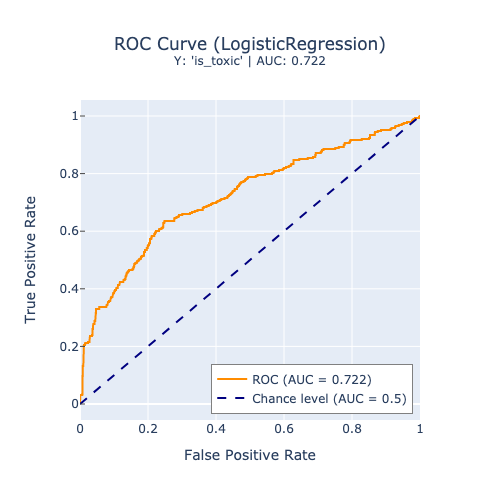 ROC Curve (LogisticRegression)
Y: 'is_toxic' | AUC: 0.722
True Positive Rate
1
0.8
0.6
0.4
0.2
0
ROC (AUC = 0.722)
Chance level (AUC = 0.5)
0 0.2 0.4 0.6 0.8 1
False Positive Rate